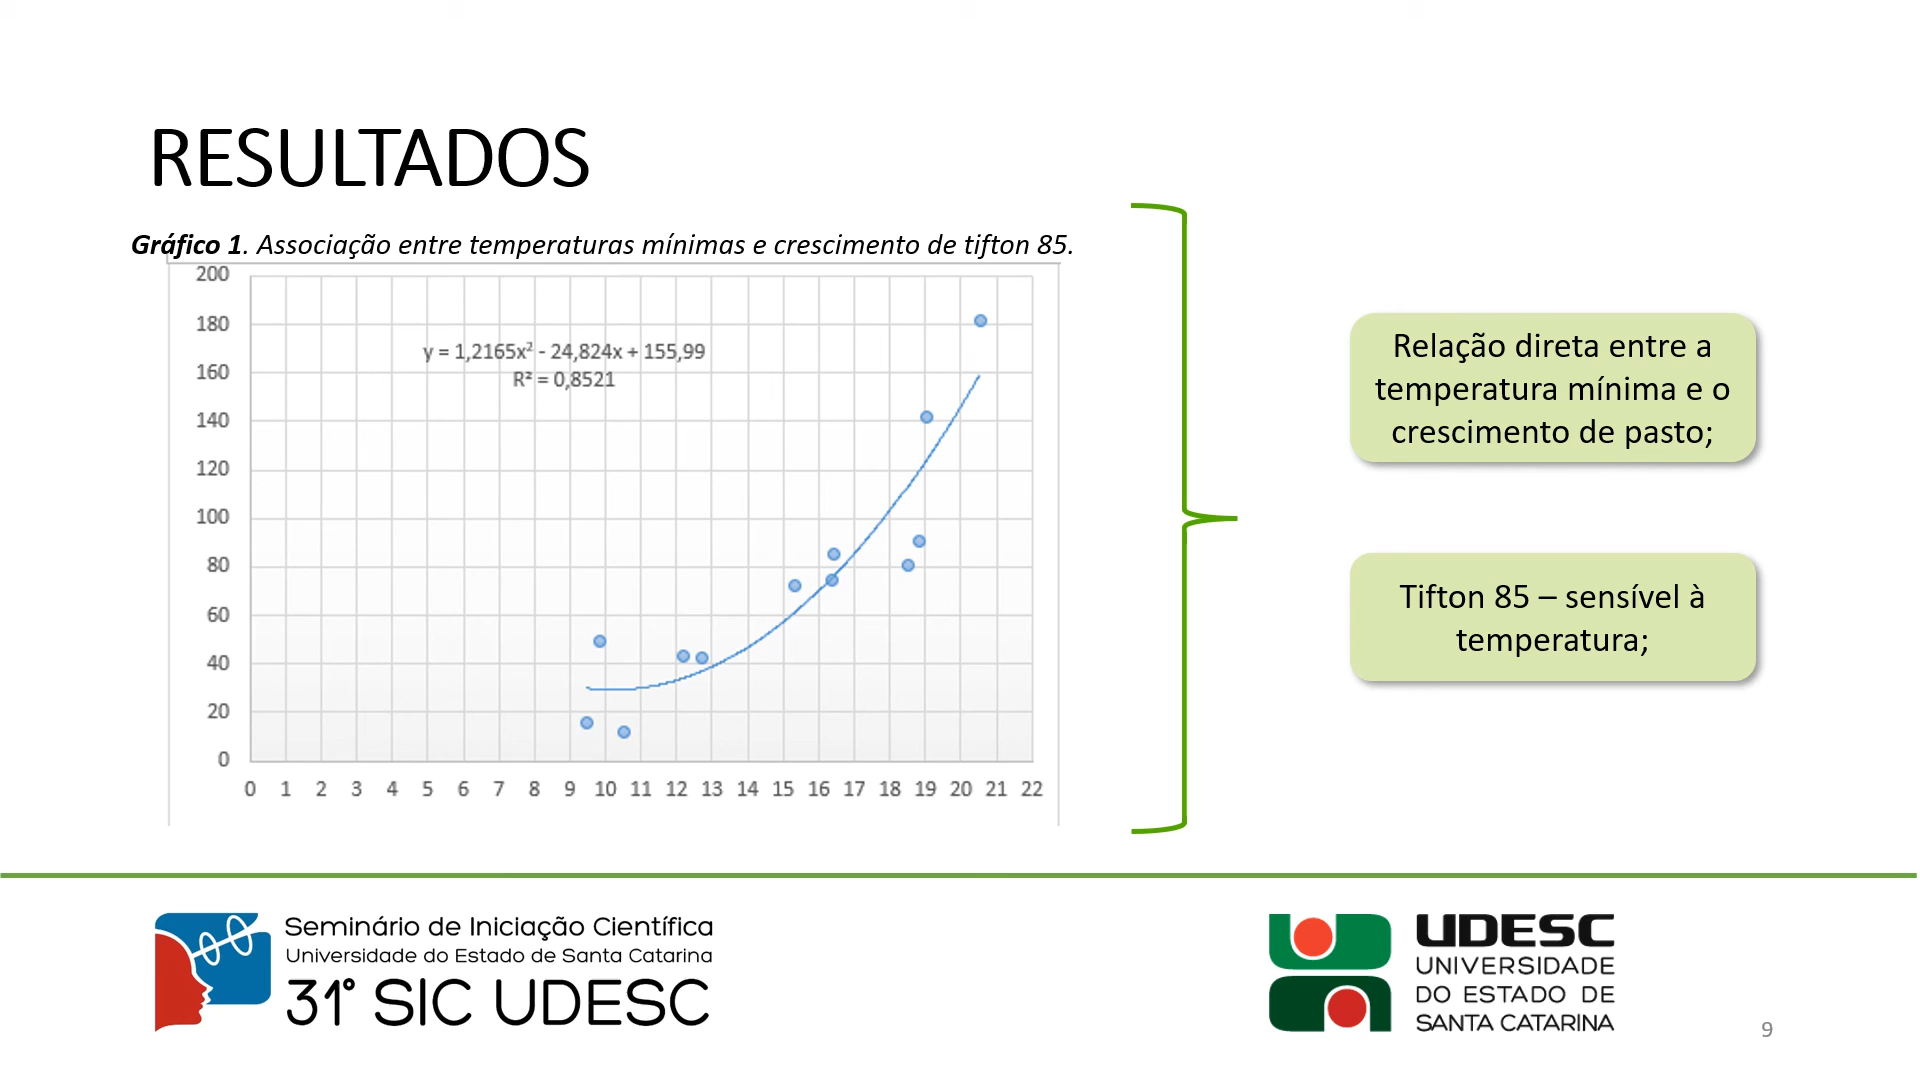 RESULTADOS
Gráfico 1. Associação entre temperaturas mínimas e crescimento de tifton 85.
200
180
160
140
120
100
80
60
40
20
0
y = 1,2165x² - 24,824x + 155,99
R² = 0,8521
0 1 2 3 4 5 6 7 8 9 10 11 12 13 14 15 16 17 18 19 20 21 22
Relação direta entre a
temperatura mínima e o
crescimento de pasto;
Tifton 85 – sensível à
temperatura;
Seminário de Iniciação Científica
Universidade do Estado de Santa Catarina
31° SIC UDESC
UDESC
UNIVERSIDADE
DO ESTADO DE
SANTA CATARINA
9